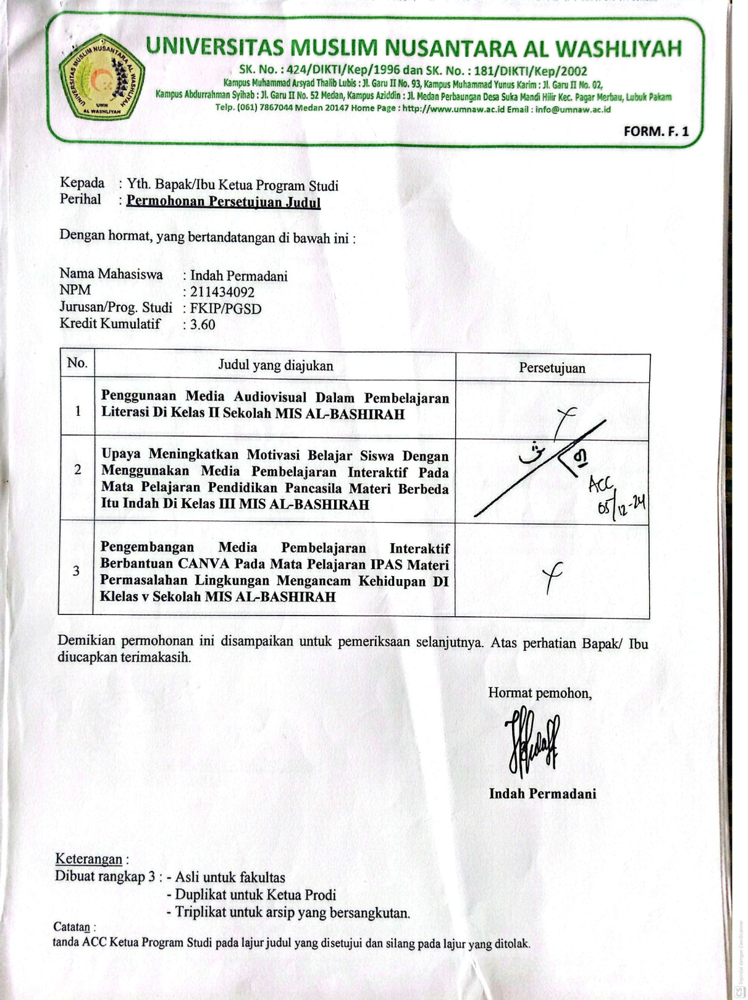 UNIVERSITAS MUSLIM NUSANTARA AL WASHLIYAH
UMN
AL WASHLIYAH
UNIVERSITAS MUSLIM NUSANTARA AL WASHLIYAH
SK. No. : 424/DIKTI/Kep/1996 dan SK. No. : 181/DIKTI/Kep/2002
Kampus Muhammad Arsyad Thalib Lubis : Jl. Garu II No. 93, Kampus Muhammad Yunus Karim : Jl. Garu II No. 02,
Kampus Abdurrahman Syihab : Jl. Garu II No. 52 Medan, Kampus Aziddin : Jl. Medan Perbaungan Desa Suka Mandi Hilir Kec. Pagar Merbau, Lubuk Pakam
Telp. (061) 7867044 Medan 20147 Home Page : http://www.umnaw.ac.id Email : info@umnaw.ac.id
FORM. F. 1
Kepada : Yth. Bapak/Ibu Ketua Program Studi
Perihal : Permohonan Persetujuan Judul
Dengan hormat, yang bertandatangan di bawah ini :
Nama Mahasiswa : Indah Permadani
NPM : 211434092
Jurusan/Prog. Studi : FKIP/PGSD
Kredit Kumulatif : 3.60
No. Judul yang diajukan Persetujuan
1 Penggunaan Media Audiovisual Dalam Pembelajaran
Literasi Di Kelas II Sekolah MIS AL-BASHIRAH
2 Upaya Meningkatkan Motivasi Belajar Siswa Dengan
Menggunakan Media Pembelajaran Interaktif Pada
Mata Pelajaran Pendidikan Pancasila Materi Berbeda
Itu Indah Di Kelas III MIS AL-BASHIRAH
ACC
05/12-24
3 Pengembangan Media Pembelajaran Interaktif
Berbantuan CANVA Pada Mata Pelajaran IPAS Materi
Permasalahan Lingkungan Mengancam Kehidupan DI
Klelas v Sekolah MIS AL-BASHIRAH
Demikian permohonan ini disampaikan untuk pemeriksaan selanjutnya. Atas perhatian Bapak/ Ibu
diucapkan terimakasih.
Hormat pemohon,
Indah Permadani
Keterangan :
Dibuat rangkap 3 : - Asli untuk fakultas
- Duplikat untuk Ketua Prodi
- Triplikat untuk arsip yang bersangkutan.
Catatan :
tanda ACC Ketua Program Studi pada lajur judul yang disetujui dan silang pada lajur yang ditolak.
CS Dipindai dengan CamScanner